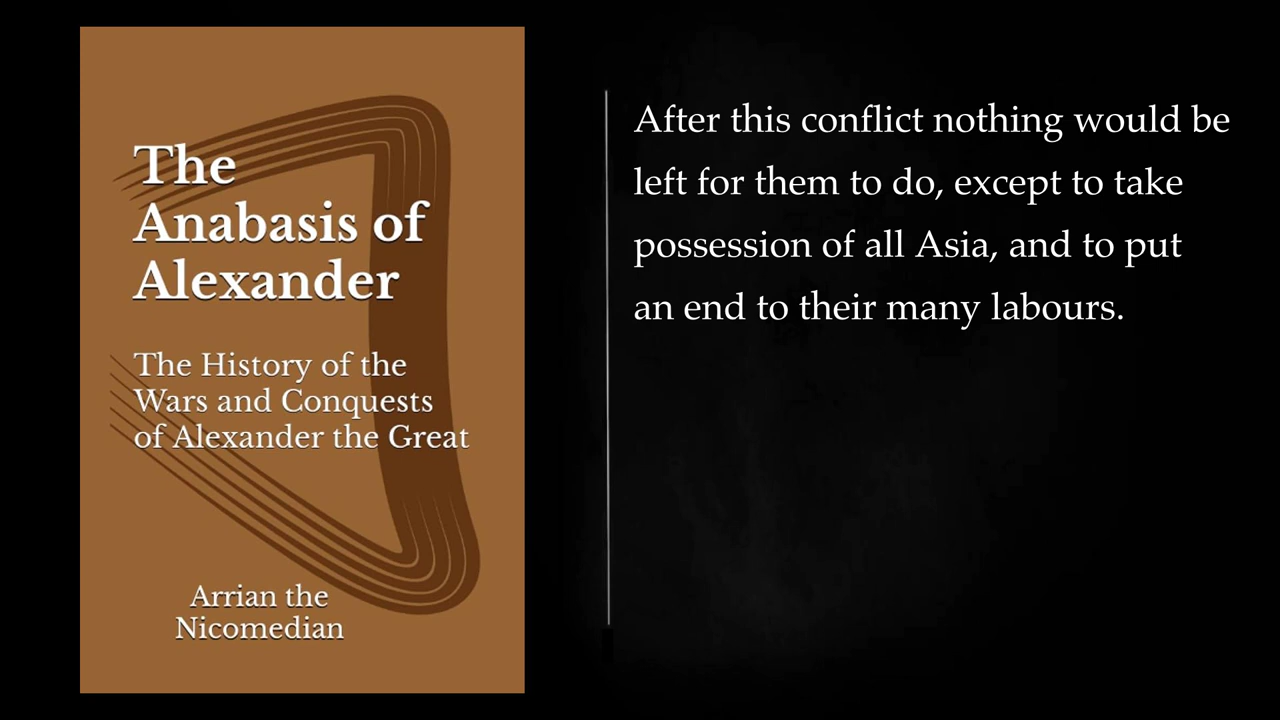 The
Anabasis of
Alexander
The History of the
Wars and Conquests
of Alexander the Great
Arrian the
Nicomedian
After this conflict nothing would be
left for them to do, except to take
possession of all Asia, and to put
an end to their many labours.